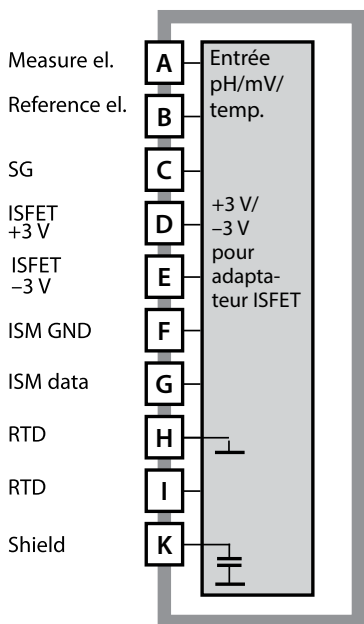 Measure el.
A
Entrée
pH/mV/
temp.
Reference el.
B
SG
C
ISFET
+3 V
D
+3 V/
–3 V
pour
adapta-
teur ISFET
ISFET
–3 V
E
ISM GND
F
ISM data
G
RTD
H
RTD
I
Shield
K